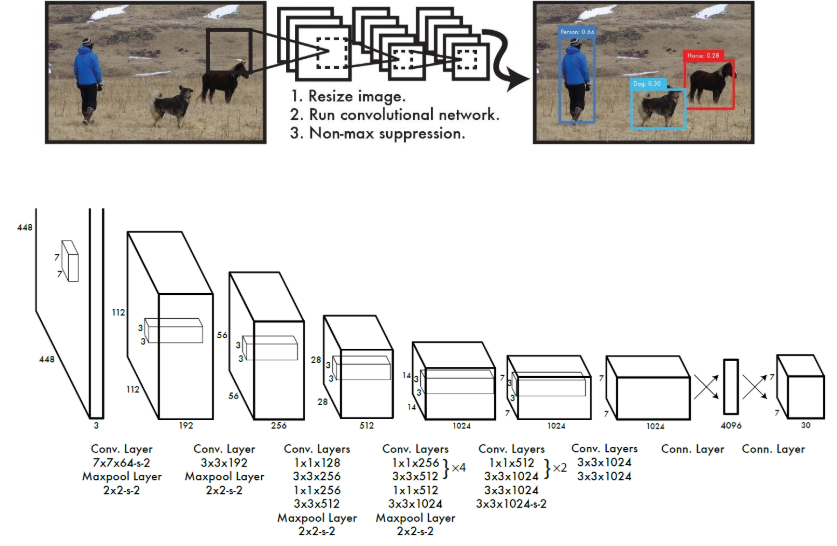 Person: 0.64
Horse: 0.28
Dog: 0.30
1. Resize image.
2. Run convolutional network.
3. Non-max suppression.
448
448
7
7
3
112
112
3
3
192
56
56
3
3
256
28
28
3
3
512
14
14
3
3
1024
7
7
3
3
1024
7
7
1024
4096
7
7
30
Conv. Layer
7x7x64-s-2
Maxpool Layer
2x2-s-2
Conv. Layer
3x3x192
Maxpool Layer
2x2-s-2
Conv. Layers
1x1x128
3x3x256
1x1x256
3x3x512
Maxpool Layer
2x2-s-2
Conv. Layers
1x1x256
3x3x512
×4
1x1x512
3x3x1024
Maxpool Layer
2x2-s-2
Conv. Layers
1x1x512
3x3x1024
×2
3x3x1024
3x3x1024-s-2
Conv. Layers
3x3x1024
3x3x1024
Conn. Layer
Conn. Layer